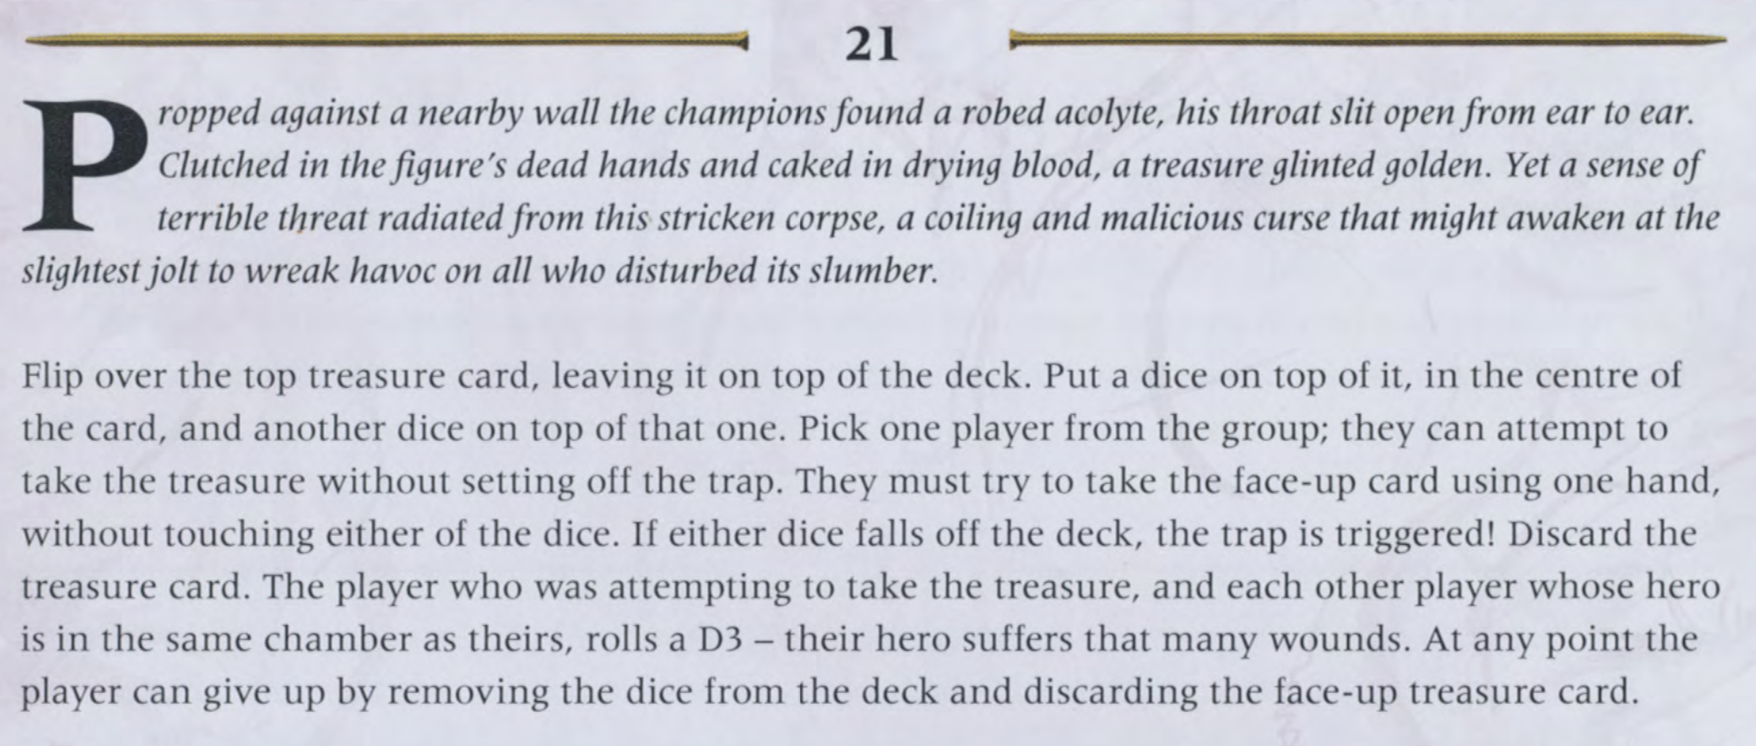 21
Propped against a nearby wall the champions found a robed acolyte, his throat slit open from ear to ear.
Clutched in the figure's dead hands and caked in drying blood, a treasure glinted golden. Yet a sense of
terrible threat radiated from this stricken corpse, a coiling and malicious curse that might awaken at the
slightest jolt to wreak havoc on all who disturbed its slumber.
Flip over the top treasure card, leaving it on top of the deck. Put a dice on top of it, in the centre of
the card, and another dice on top of that one. Pick one player from the group; they can attempt to
take the treasure without setting off the trap. They must try to take the face-up card using one hand,
without touching either of the dice. If either dice falls off the deck, the trap is triggered! Discard the
treasure card. The player who was attempting to take the treasure, and each other player whose hero
is in the same chamber as theirs, rolls a D3 – their hero suffers that many wounds. At any point the
player can give up by removing the dice from the deck and discarding the face-up treasure card.